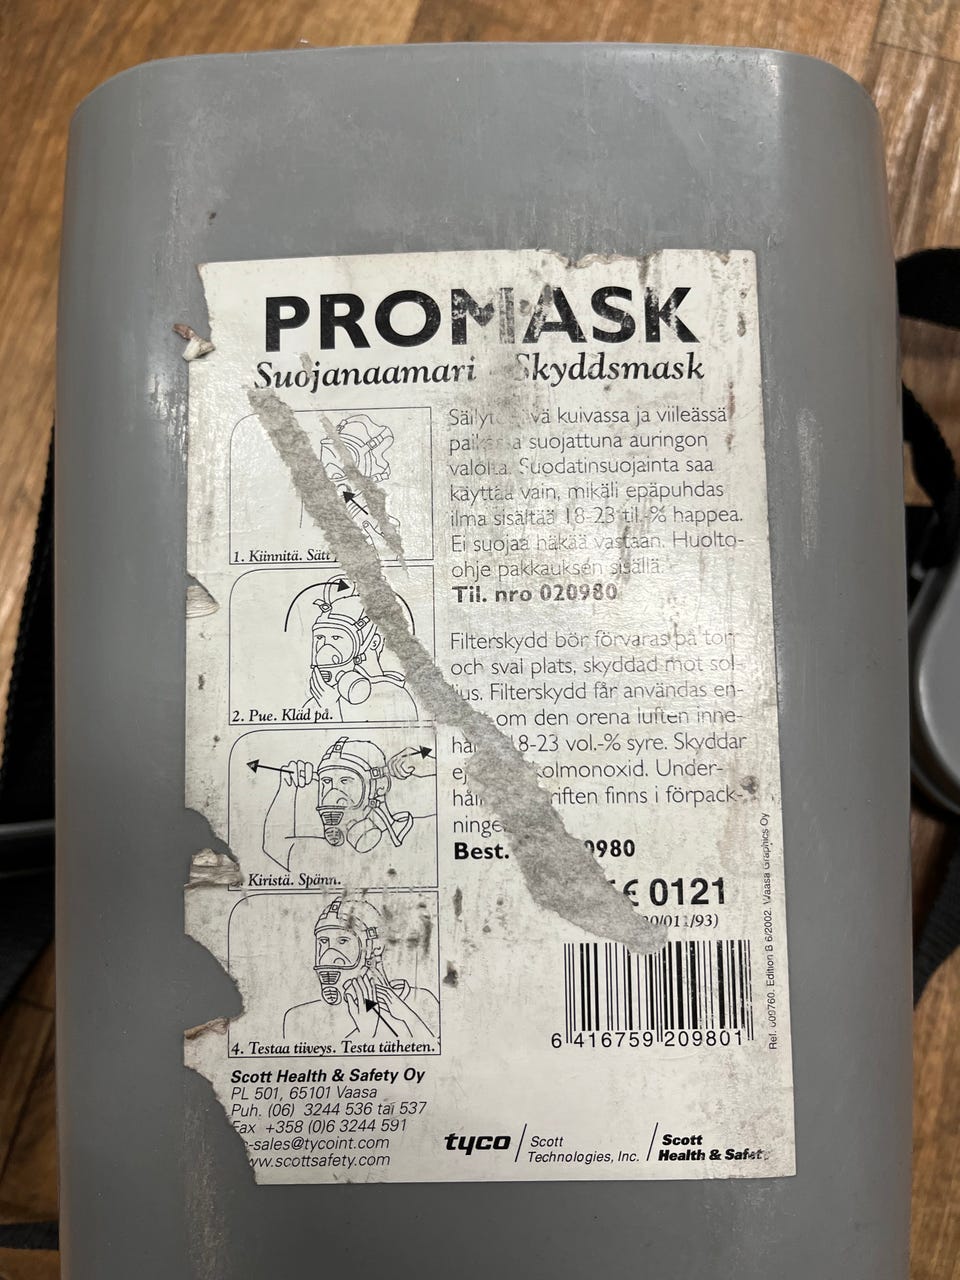 PROMASK
Suojanaamari Skyddsmask
1. Kiinnitä.
2. Pue. Kläd på.
Kiristä. Spänn.
4. Testaa tiiveys. Testa tätheten.
kuivassa ja viileässä
suojattuna auringon
Suodatinsuojainta saa
käyttää vain, mikäli epäpuhdas
ilma sisältää 18-23 til.-% happea.
Ei suojaa häkää vastaan. Huolto-
ohje pakkauksen sisällä.
Til. nro 020980
Filterskydd bör förvaras på torr
och sval plats, skyddad mot sol-
jus. Filterskydd får användas en-
om den orena luften inne-
8-23 vol.-% syre. Skyddar
ej kolmonoxid. Under-
riften finns i förpack-
ninge
Best. 0980
CE 0121
6 416759 209801
Ref. 009760. Edition B 6/2002. Vaasa Graphics Oy
Scott Health & Safety Oy
PL 501, 65101 Vaasa
Puh. (06) 3244 536 tai 537
Fax +358 (0)6 3244 591
-sales@tycoint.com
www.scottsafety.com
tyco / Scott Technologies, Inc. / Scott Health & Safety